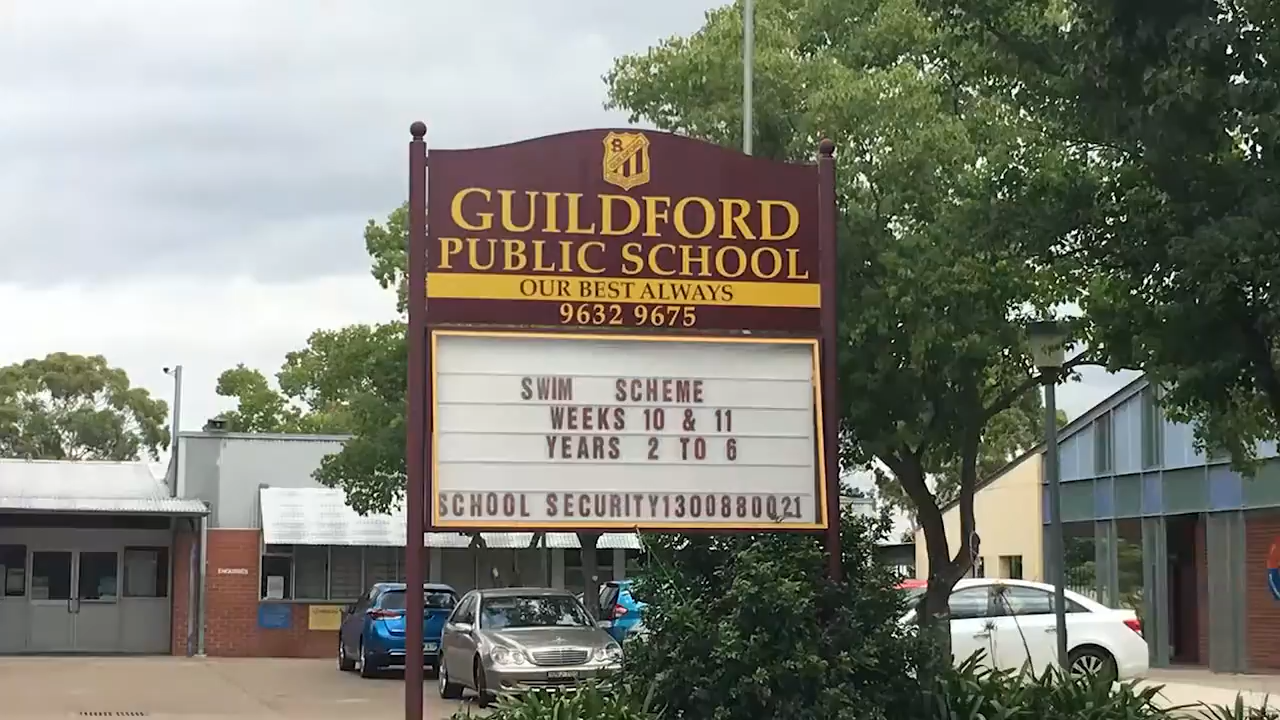 GUILDFORD
PUBLIC SCHOOL
OUR BEST ALWAYS
9632 9675
SWIM SCHEME
WEEKS 10 & 11
YEARS 2 TO 6
SCHOOL SECURITY1300880021
ENQUIRIES